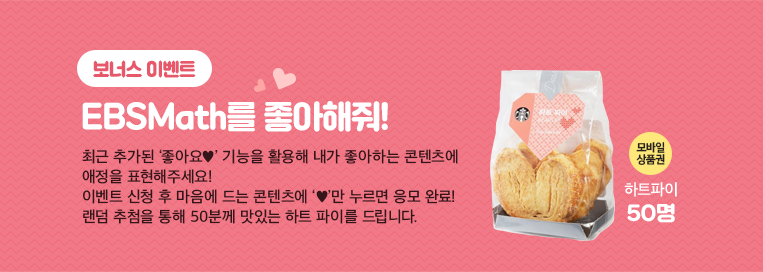 보너스 이벤트
EBSMath를 좋아해줘!
최근 추가된 ‘좋아요♥’ 기능을 활용해 내가 좋아하는 콘텐츠에
애정을 표현해주세요!
이벤트 신청 후 마음에 드는 콘텐츠에 ‘♥’만 누르면 응모 완료!
랜덤 추첨을 통해 50분께 맛있는 하트 파이를 드립니다.
모바일
상품권
하트파이
50명